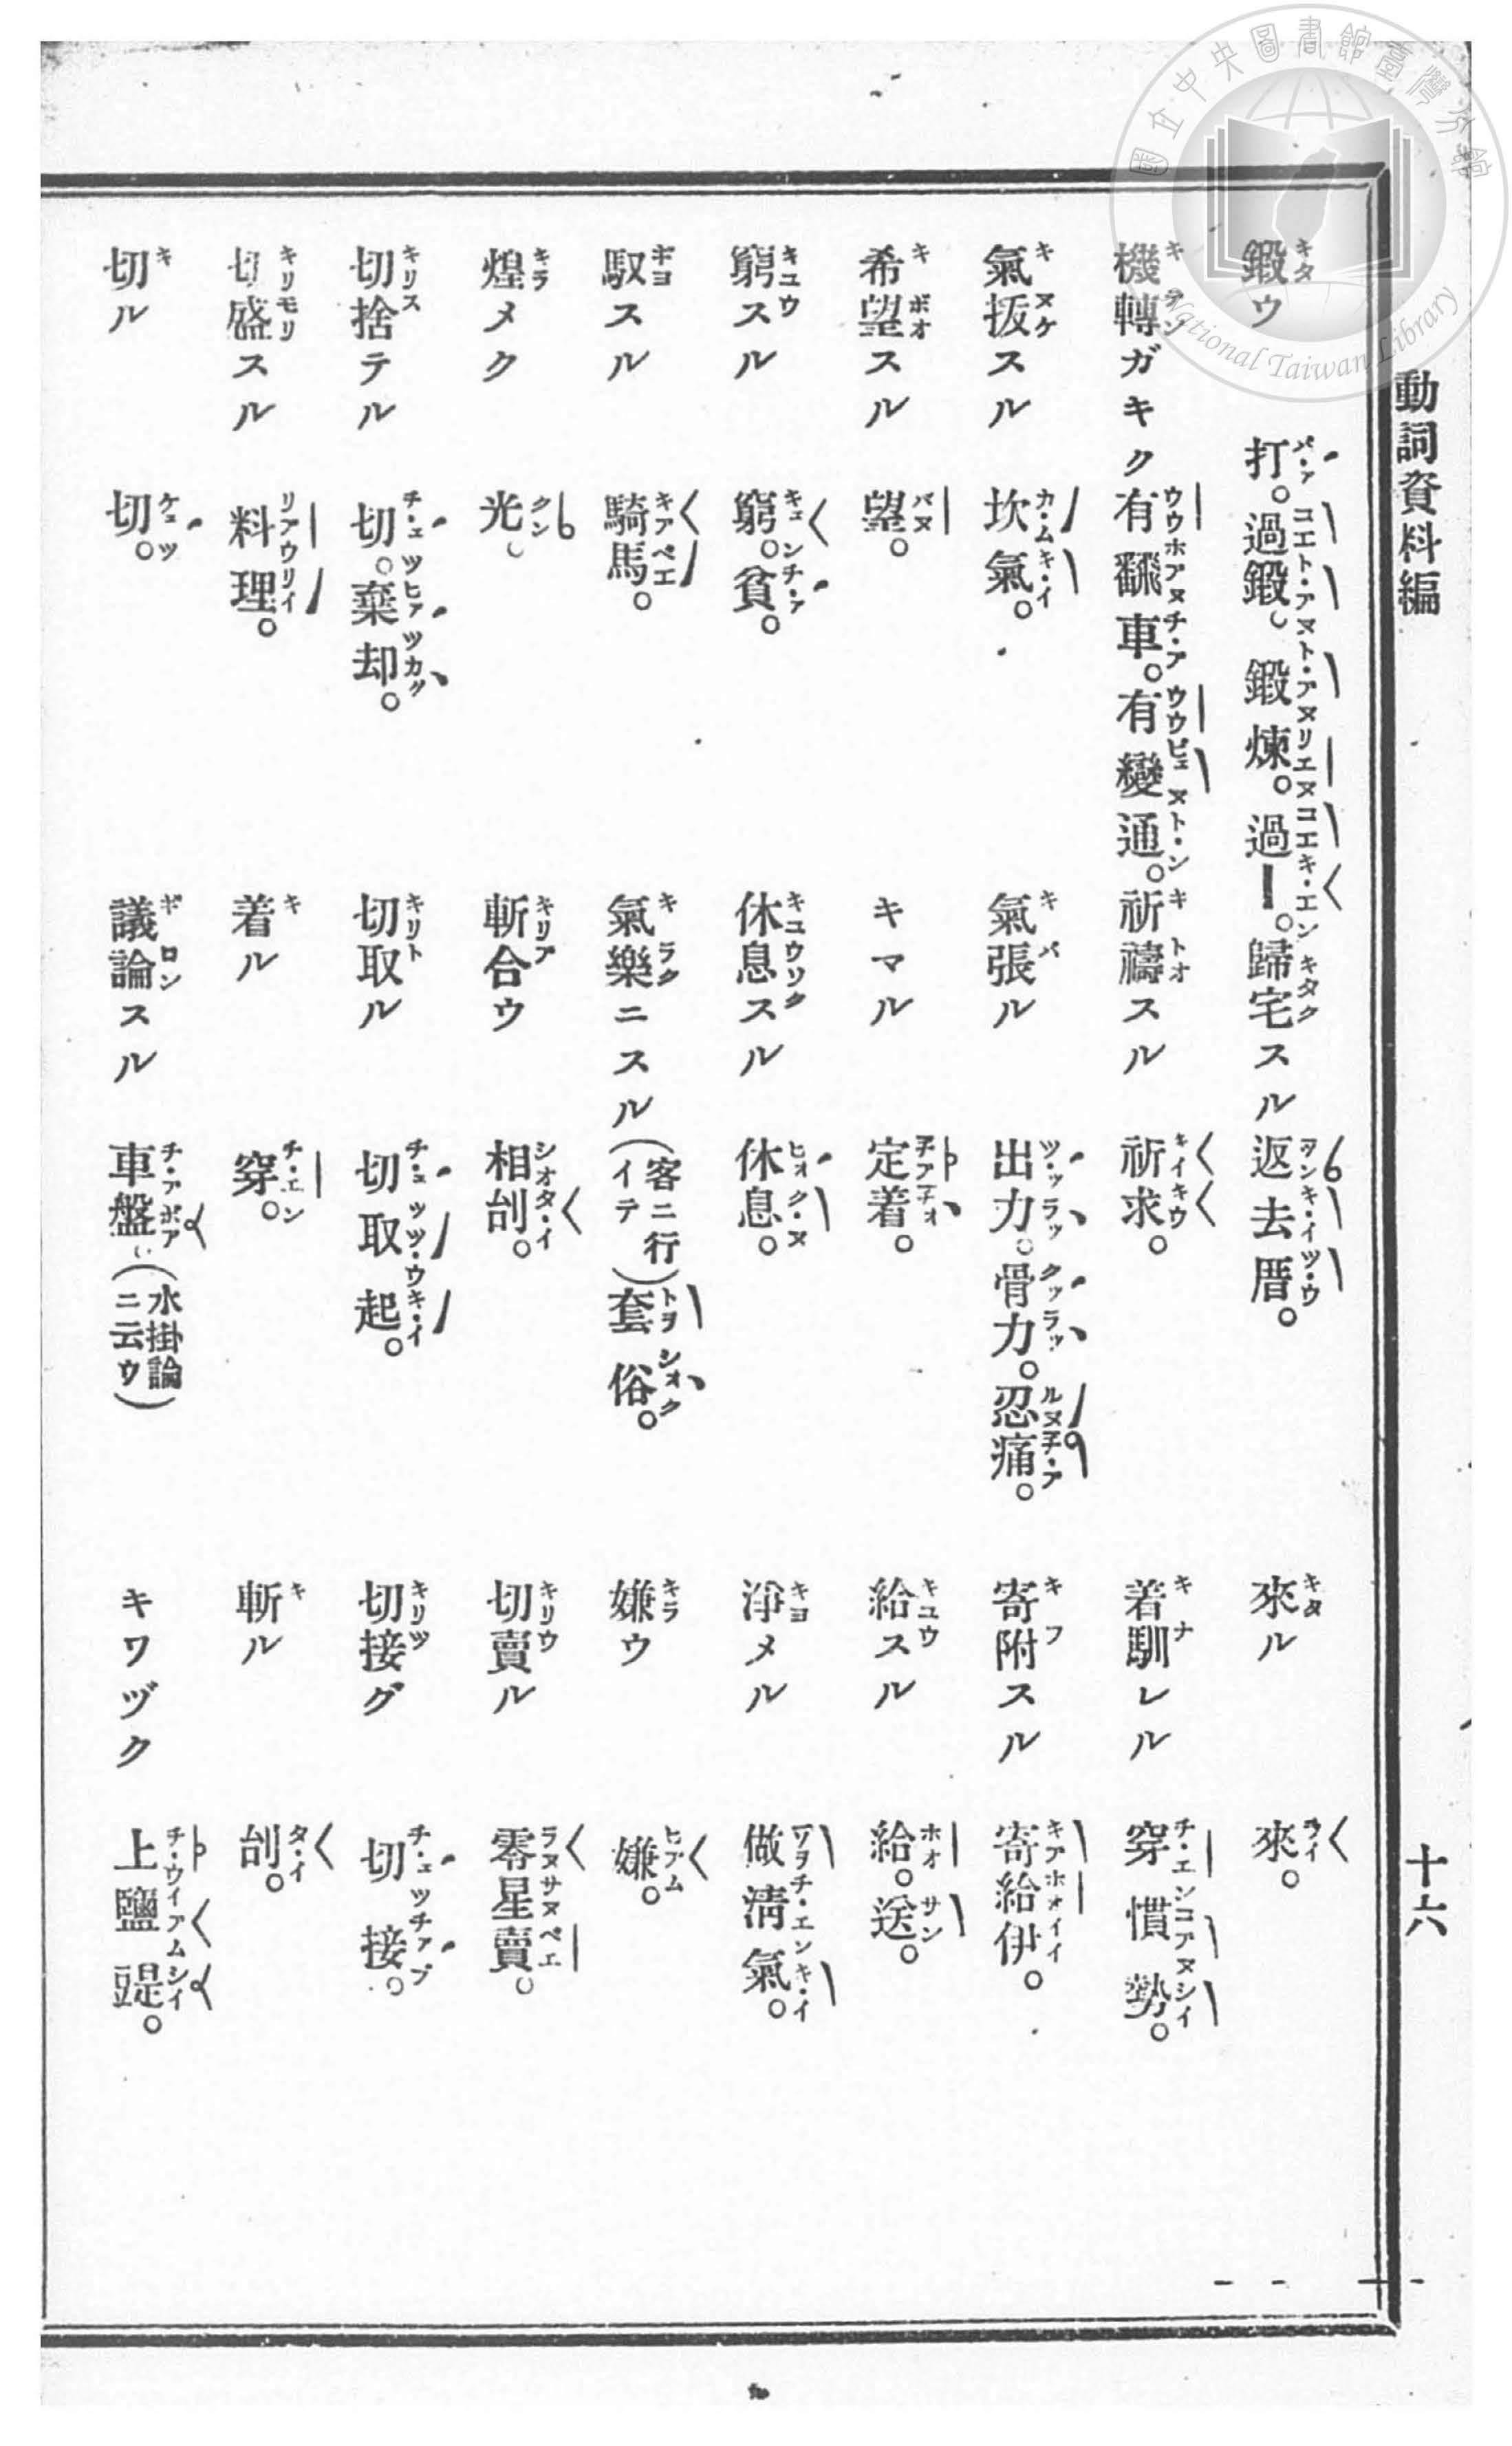 動詞資料編
十六
鍛ウ 打。過鍛。鍛煉。過ー。歸宅スル 返去厝。 來ル 來。
機轉ガキク 有飜車。有變通。祈禱スル 祈求。 着馴レル 穿慣勢。
氣拔スル 坎氣。 氣張ル 出力。骨力。忍痛。 寄附スル 寄給伊。
希望スル 望。 キマル 定着。 給スル 給。送。
窮スル 窮。貧。 休息スル 休息。 淨メル 做淸氣。
馭スル 騎馬。 氣樂ニスル(客ニ行イテ)套俗。 嫌ウ 嫌。
煌メク 光。 斬合ウ 相刣。 切賣ル 零星賣。
切捨テル 切。棄却。 切取ル 切取起。 切接グ 切接。
切盛スル 料理。 着ル 穿。 斬ル 刣。
切ル 切。 議論スル 車盤。(水掛論ニ云ウ) キワヅク 上鹽䜴。
國立中央圖書館臺灣分館
National Taiwan Library